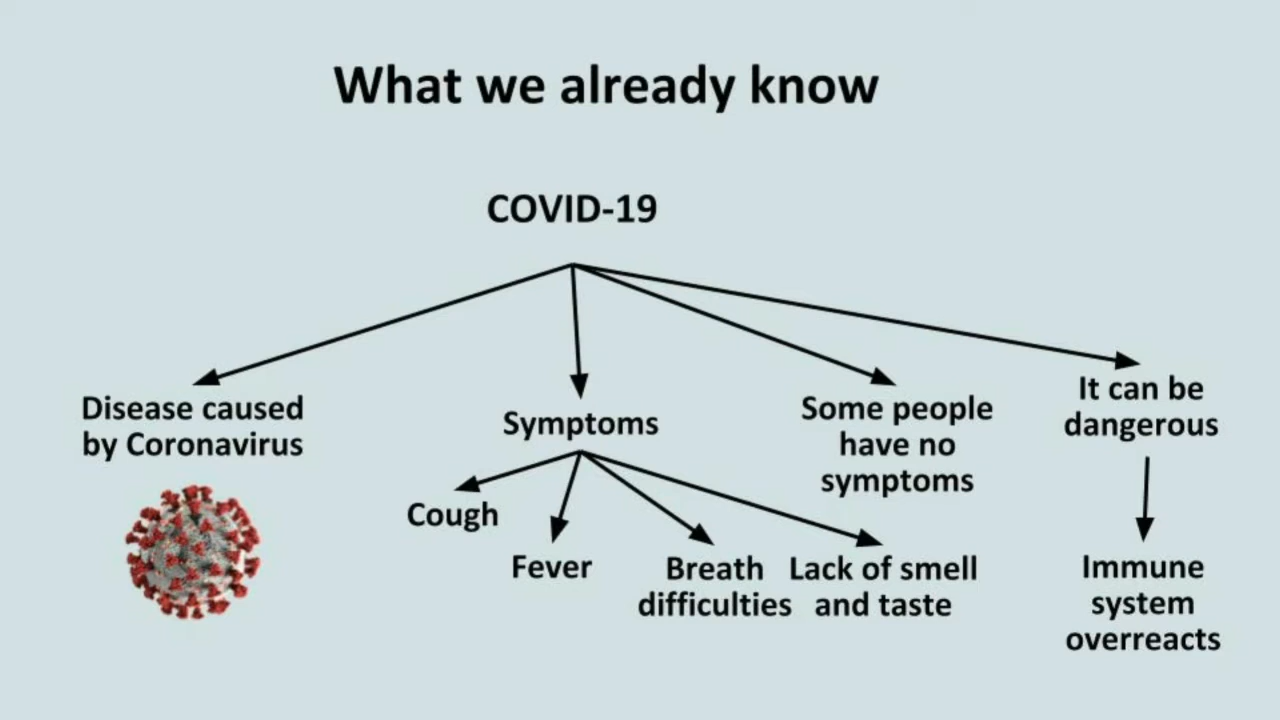 What we already know
COVID-19
Disease caused
by Coronavirus
Symptoms
Cough
Fever
Breath
difficulties
Lack of smell
and taste
Some people
have no
symptoms
It can be
dangerous
Immune
system
overreacts